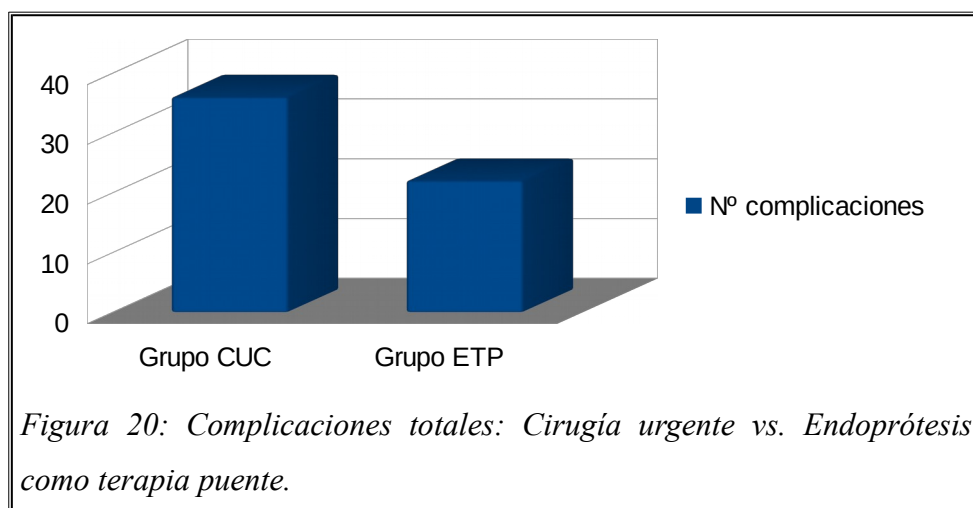 40
30
20
10
0
Grupo CUC
Grupo ETP
Nº complicaciones
Figura 20: Complicaciones totales: Cirugía urgente vs. Endoprótesis
como terapia puente.